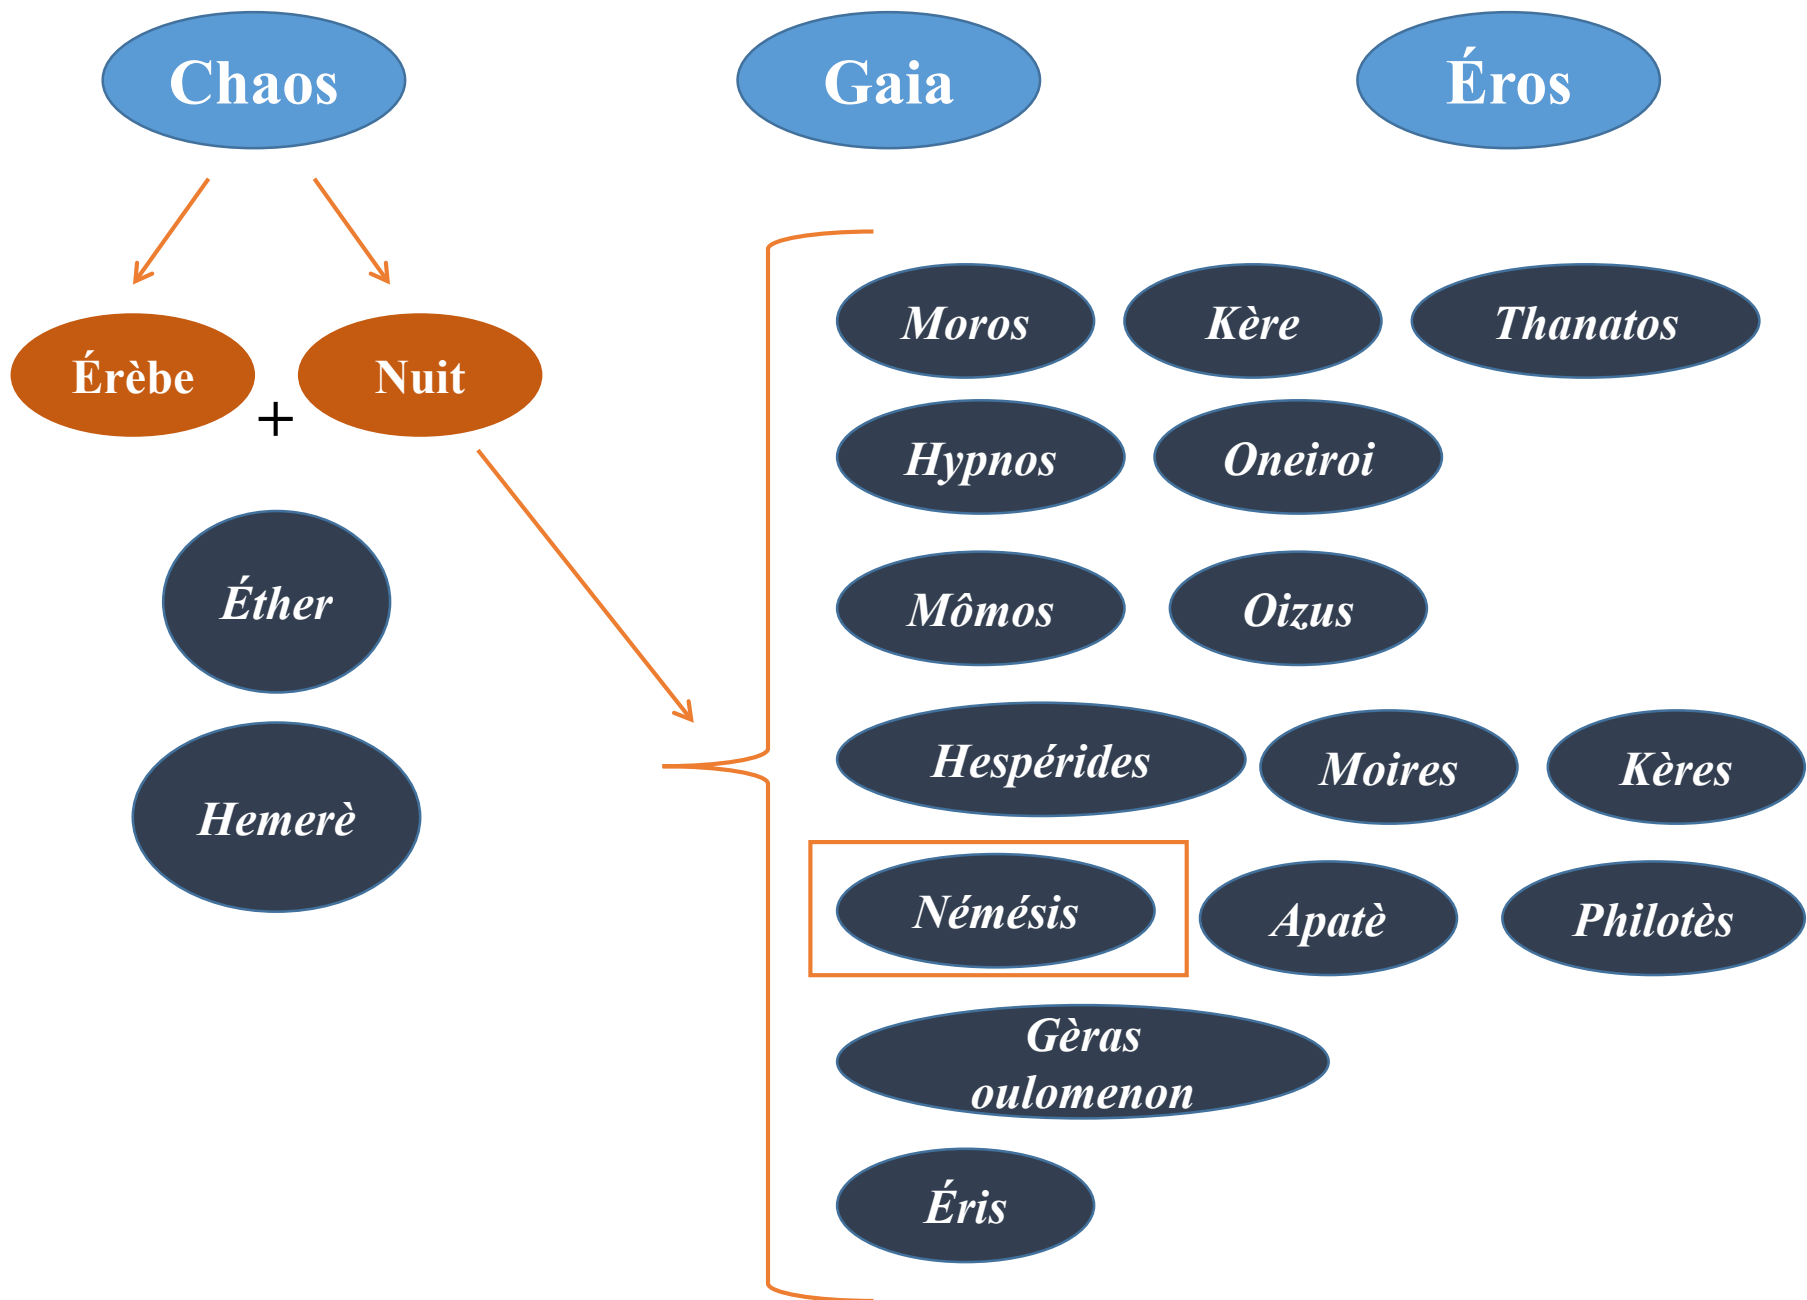 Chaos
Gaia
Éros
Érèbe
+
Nuit
Éther
Hemerè
Moros
Kère
Thanatos
Hypnos
Oneiroi
Mômos
Oizus
Hespérides
Moires
Kères
Némésis
Apatè
Philotès
Gèras
oulomenon
Éris